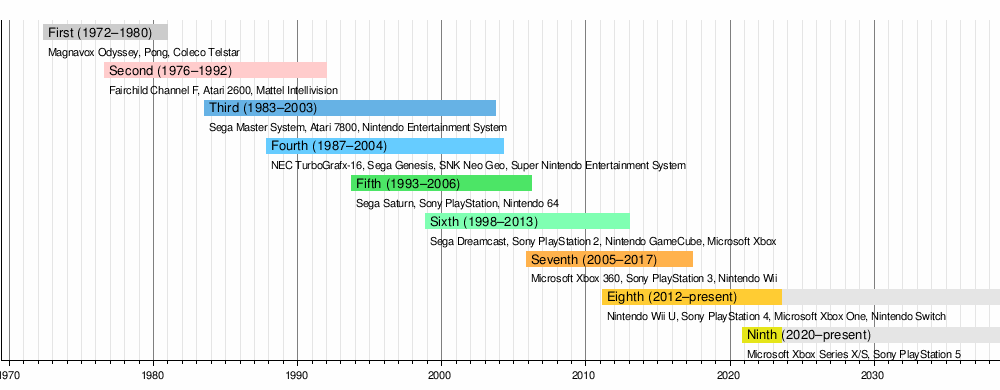 First (1972–1980)
Magnavox Odyssey, Pong, Coleco Telstar
Second (1976–1992)
Fairchild Channel F, Atari 2600, Mattel Intellivision
Third (1983–2003)
Sega Master System, Atari 7800, Nintendo Entertainment System
Fourth (1987–2004)
NEC TurboGrafx-16, Sega Genesis, SNK Neo Geo, Super Nintendo Entertainment System
Fifth (1993–2006)
Sega Saturn, Sony PlayStation, Nintendo 64
Sixth (1998–2013)
Sega Dreamcast, Sony PlayStation 2, Nintendo GameCube, Microsoft Xbox
Seventh (2005–2017)
Microsoft Xbox 360, Sony PlayStation 3, Nintendo Wii
Eighth (2012–present)
Nintendo Wii U, Sony PlayStation 4, Microsoft Xbox One, Nintendo Switch
Ninth (2020–present)
Microsoft Xbox Series X/S, Sony PlayStation 5
1970 1980 1990 2000 2010 2020 2030